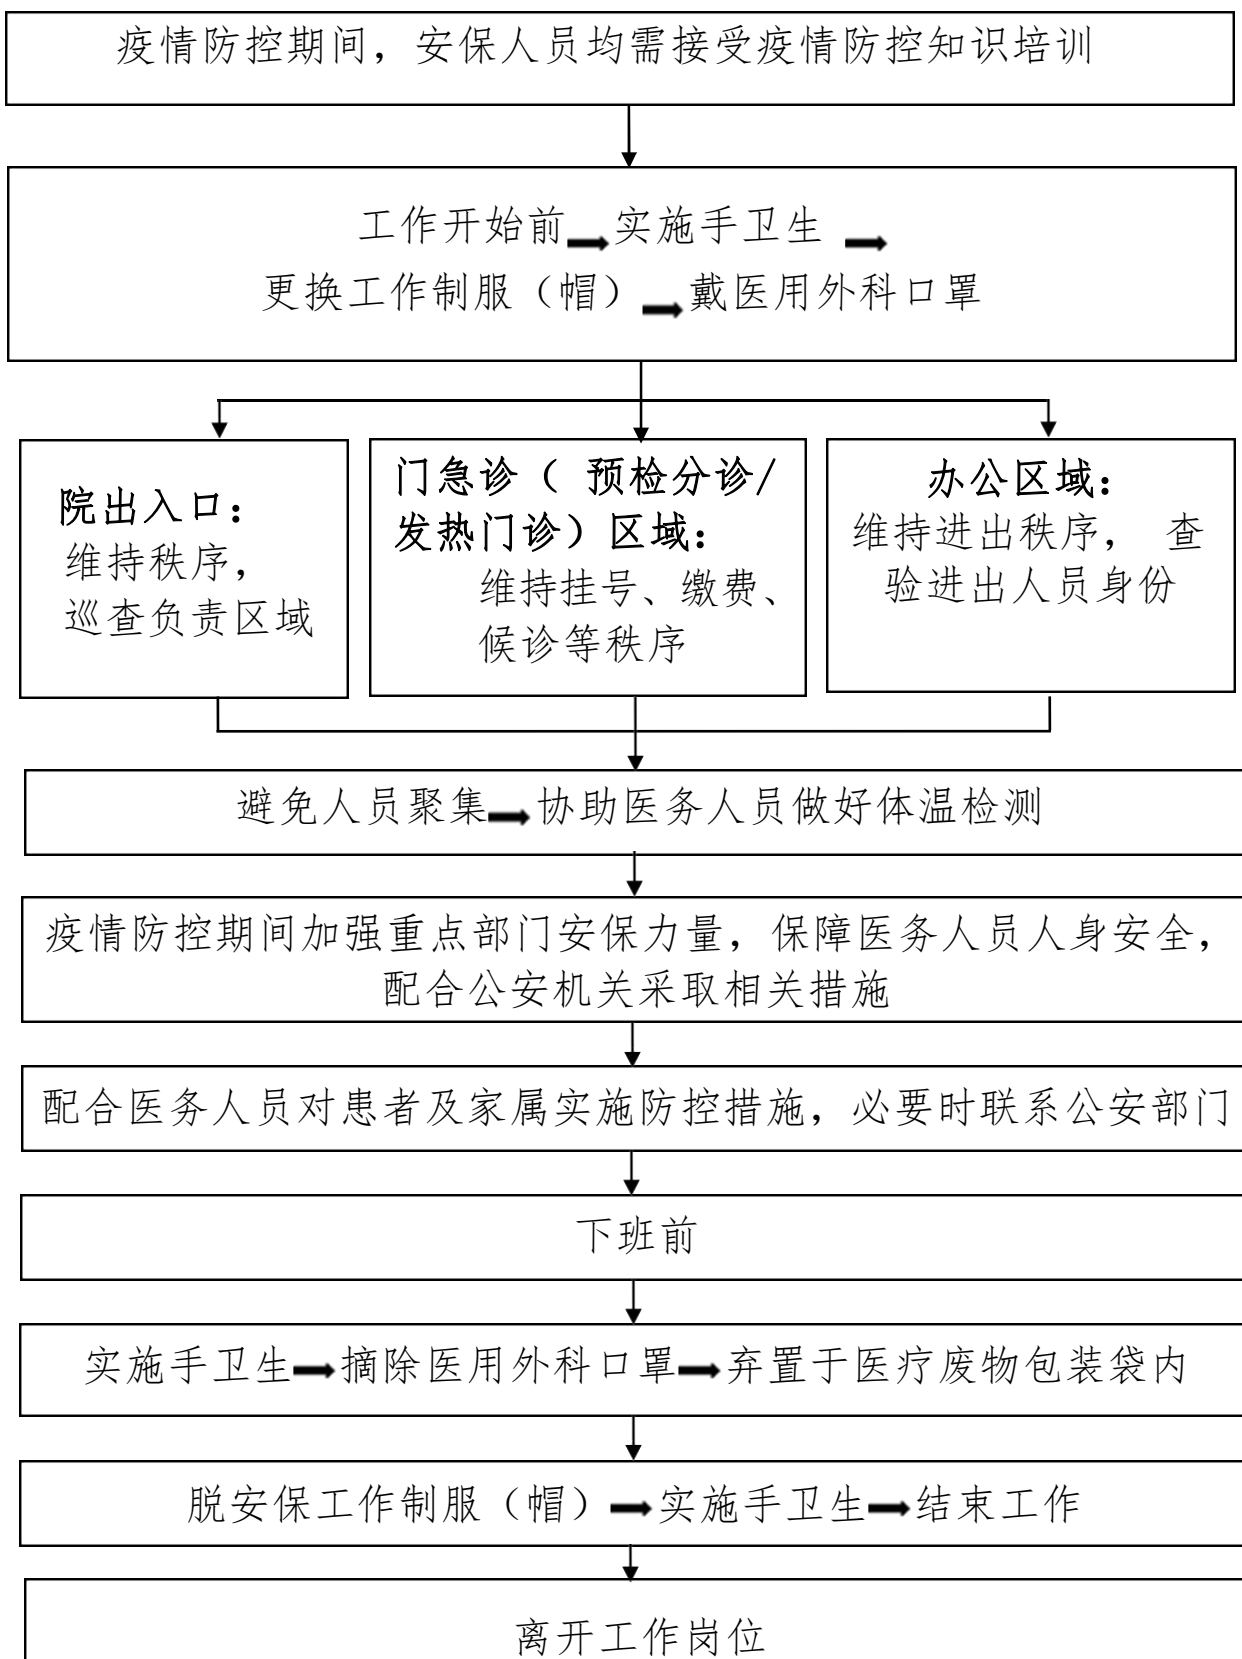 疫情防控期间，安保人员均需接受疫情防控知识培训
工作开始前➡实施手卫生 ➡
更换工作制服（帽）➡戴医用外科口罩
院出入口：
维持秩序，
巡查负责区域
门急诊（ 预检分诊/
发热门诊）区域：
维持挂号、缴费、
候诊等秩序
办公区域：
维持进出秩序， 查
验进出人员身份
避免人员聚集➡协助医务人员做好体温检测
疫情防控期间加强重点部门安保力量，保障医务人员人身安全，
配合公安机关采取相关措施
配合医务人员对患者及家属实施防控措施，必要时联系公安部门
下班前
实施手卫生➡摘除医用外科口罩➡弃置于医疗废物包装袋内
脱安保工作制服（帽）➡实施手卫生➡结束工作
离开工作岗位